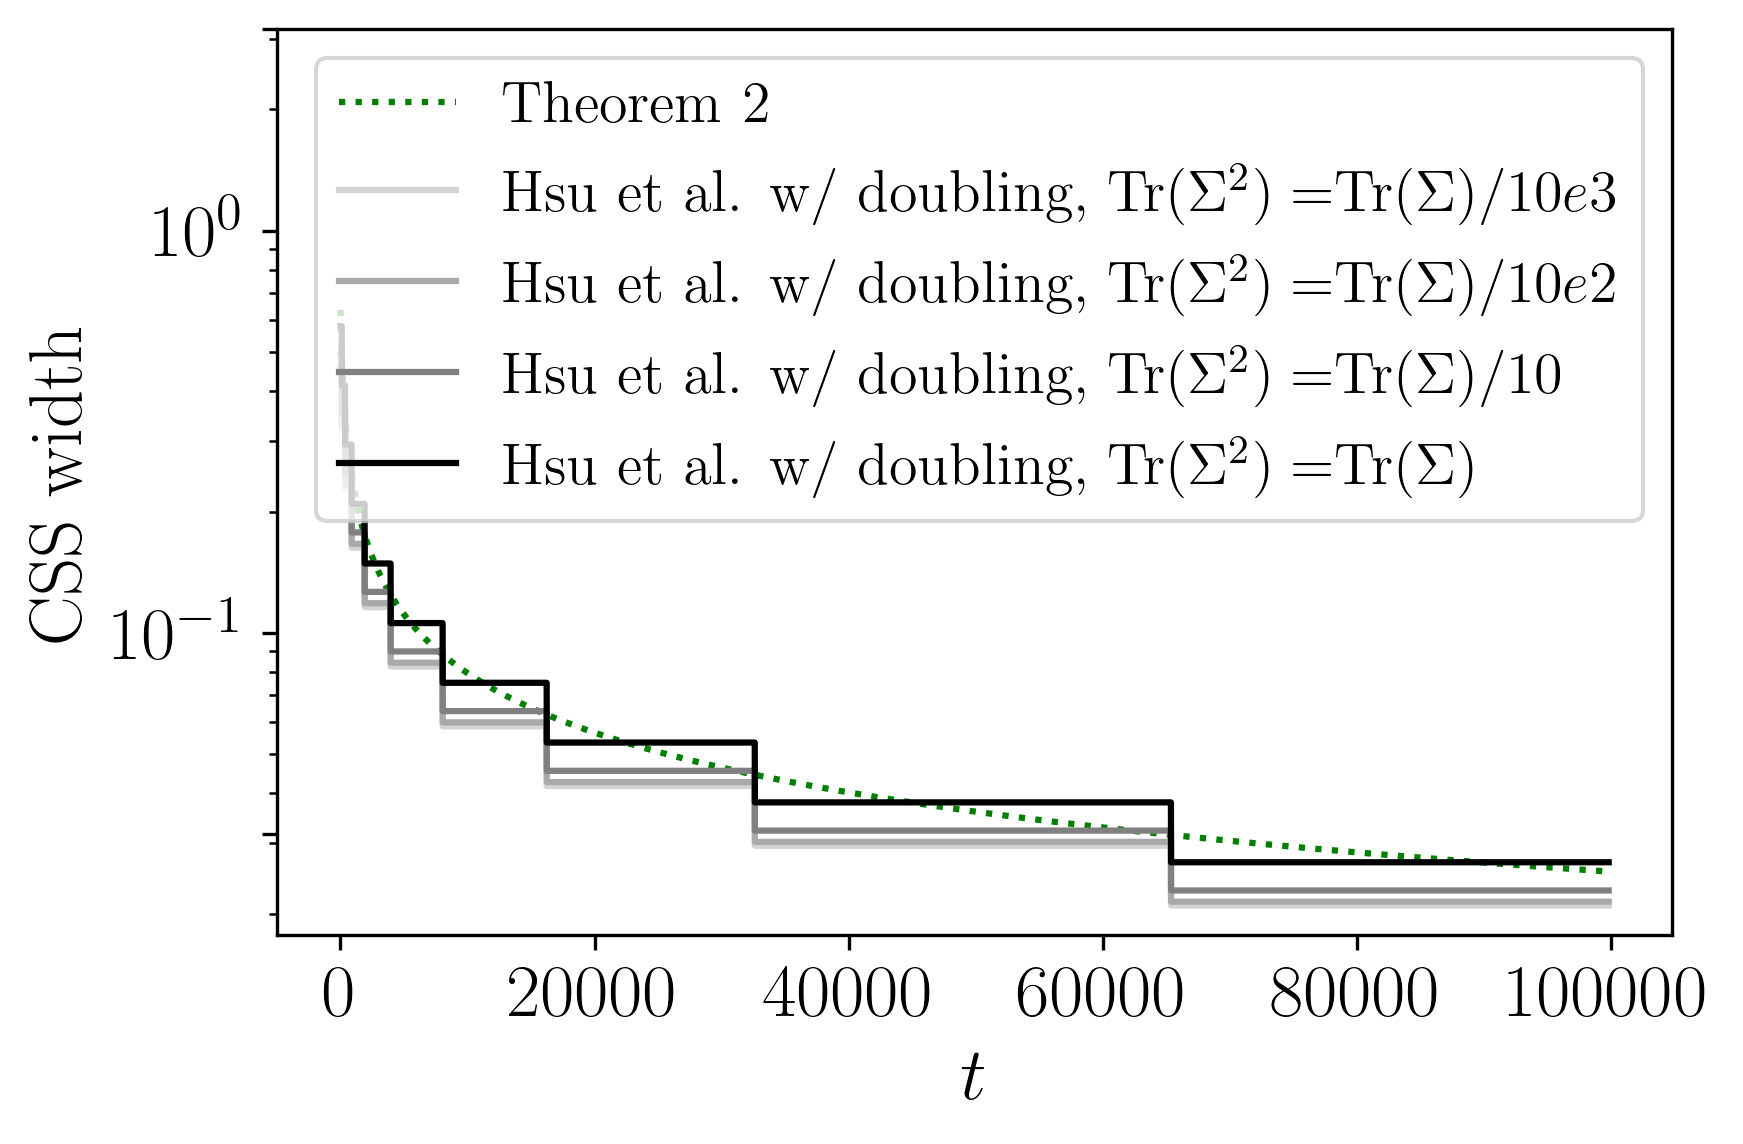 Theorem 2
Hsu et al. w/ doubling, Tr(Σ²) =Tr(Σ)/10e3
Hsu et al. w/ doubling, Tr(Σ²) =Tr(Σ)/10e2
Hsu et al. w/ doubling, Tr(Σ²) =Tr(Σ)/10
Hsu et al. w/ doubling, Tr(Σ²) =Tr(Σ)
CSS width
10⁰
10⁻¹
0 20000 40000 60000 80000 100000
t